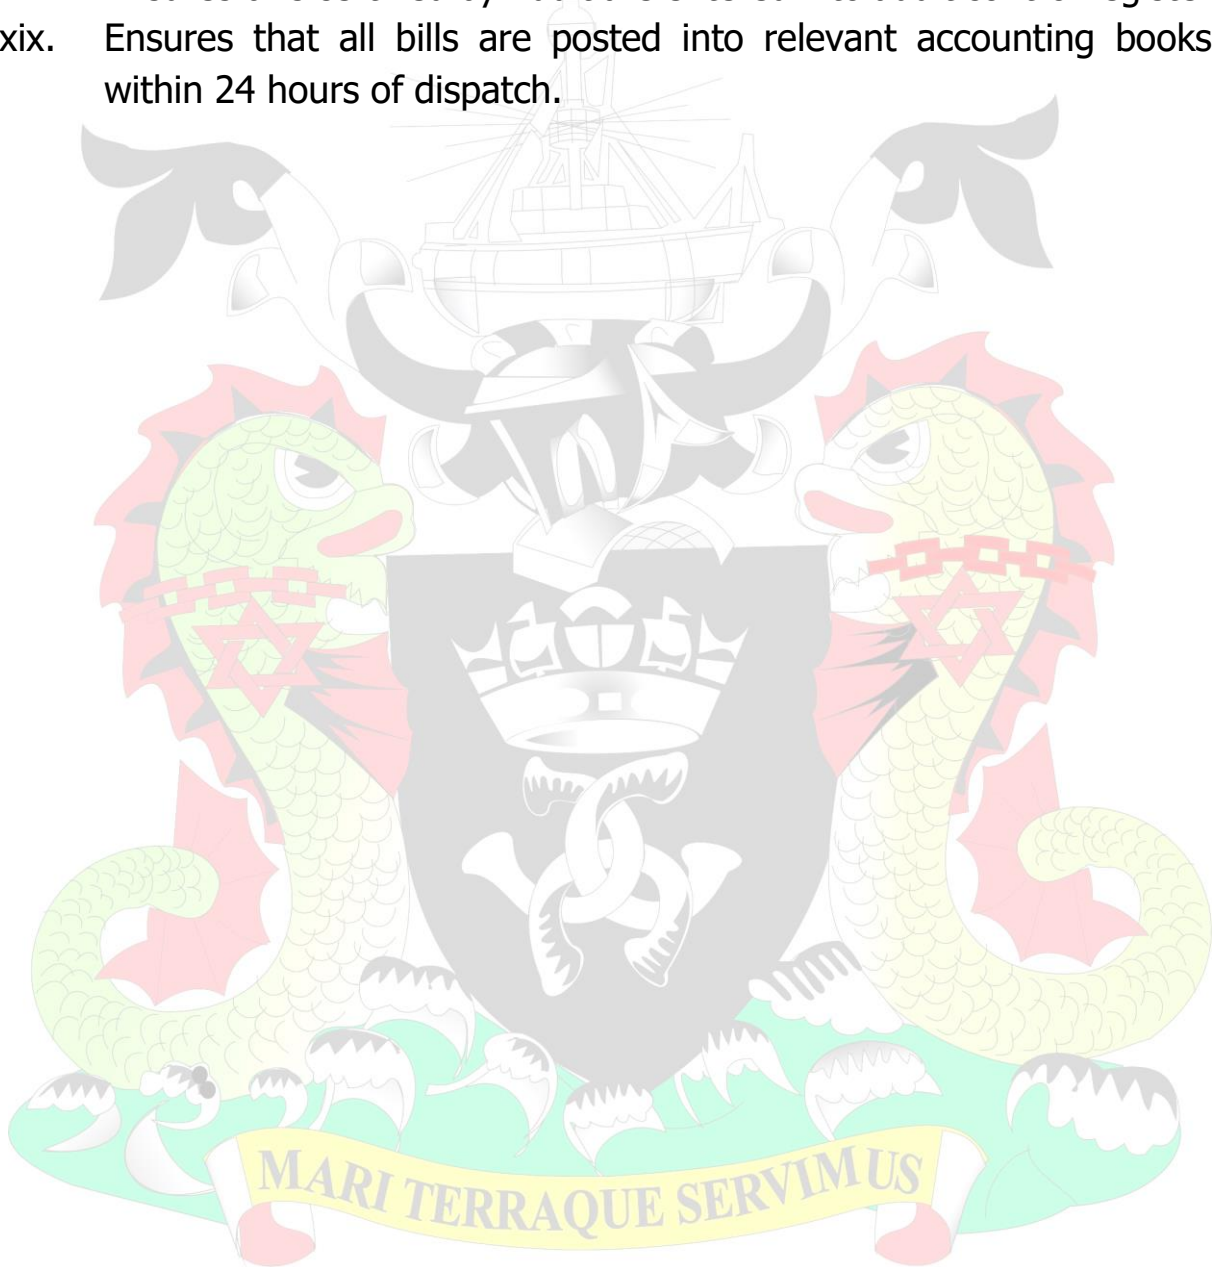 xix. Ensures that all bills are posted into relevant accounting books
within 24 hours of dispatch.
MARI TERRAQUE SERVIMUS